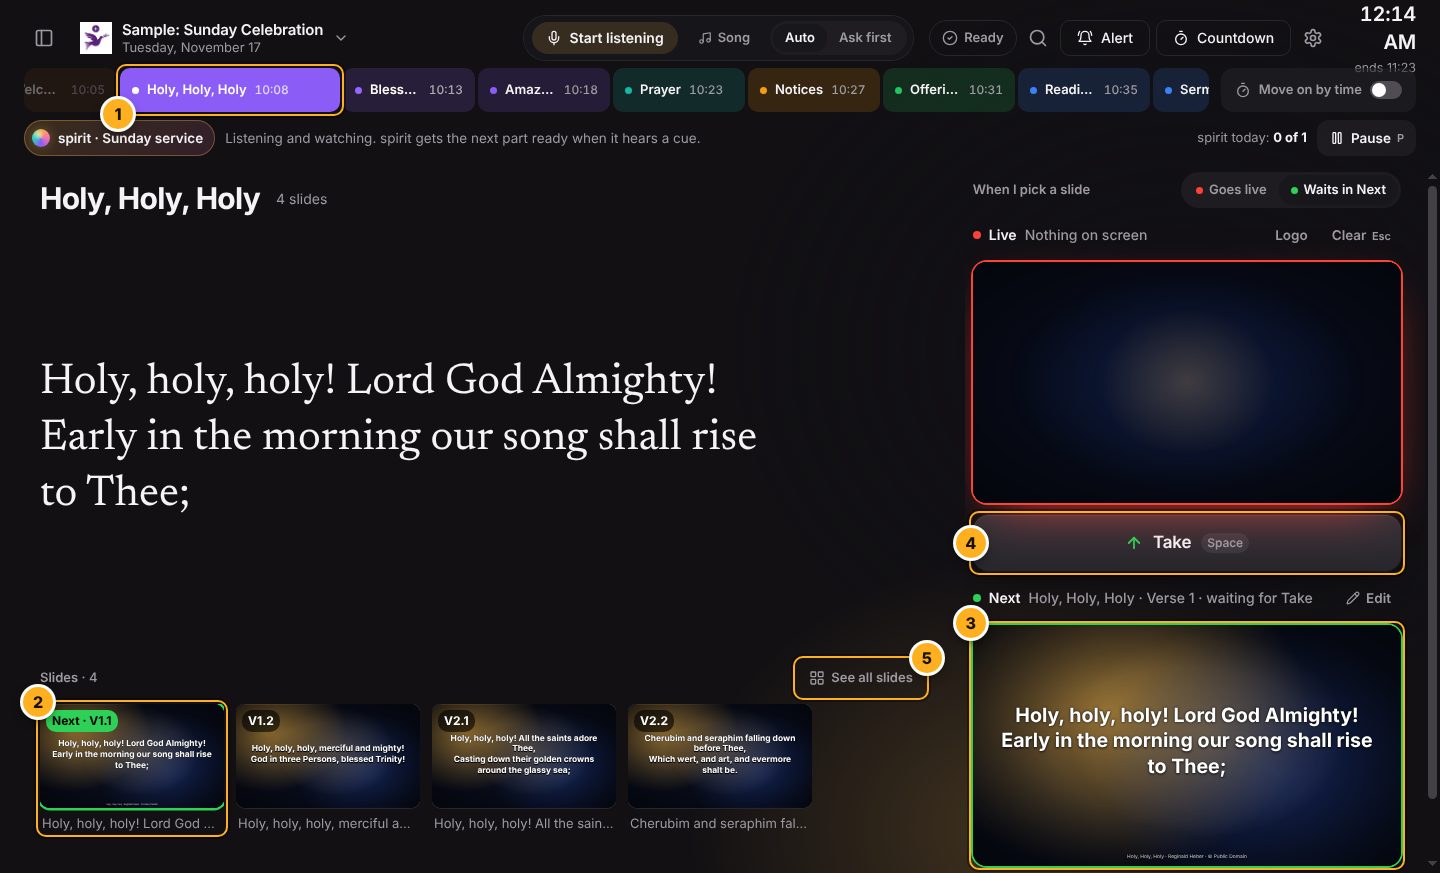 Sample: Sunday Celebration
Tuesday, November 17
Start listening
Song
Auto
Ask first
Ready
Alert
Countdown
12:14
AM
ends 11:23
elc... 10:05
Holy, Holy, Holy 10:08
Bless... 10:13
Amaz... 10:18
Prayer 10:23
Notices 10:27
Offeri... 10:31
Readi... 10:35
Serm
Move on by time
1
spirit · Sunday service
Listening and watching. spirit gets the next part ready when it hears a cue.
spirit today: 0 of 1
Pause P
Holy, Holy, Holy 4 slides
When I pick a slide
Goes live
Waits in Next
Live Nothing on screen
Logo
Clear Esc
Holy, holy, holy! Lord God Almighty!
Early in the morning our song shall rise
to Thee;
4
Take Space
Next Holy, Holy, Holy · Verse 1 · waiting for Take
Edit
3
Holy, holy, holy! Lord God Almighty!
Early in the morning our song shall rise
to Thee;
Holy, Holy, Holy · Reginald Heber · © Public Domain
Slides · 4
5
See all slides
2
Next · V1.1
Holy, holy, holy! Lord God Almighty!
Early in the morning our song shall rise
to Thee;
Holy, holy, holy! Lord God ...
V1.2
Holy, holy, holy, merciful and mighty!
God in three Persons, blessed Trinity!
Holy, holy, holy, merciful a...
V2.1
Holy, holy, holy! All the saints adore
Thee,
Casting down their golden crowns
around the glassy sea;
Holy, holy, holy! All the sain...
V2.2
Cherubim and seraphim falling down
before Thee,
Which wert, and art, and evermore
shalt be.
Cherubim and seraphim fal...